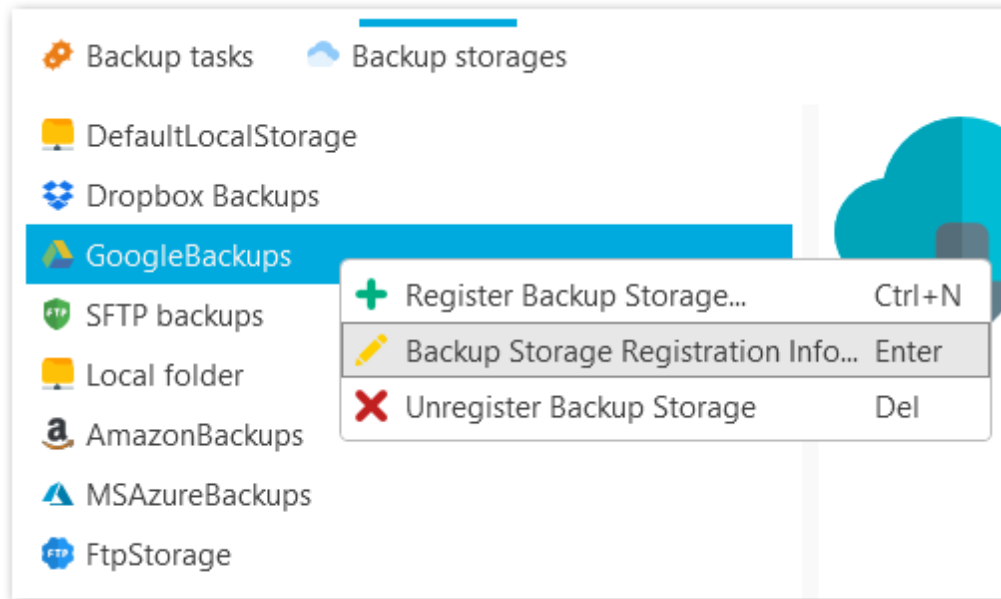 Backup tasks Backup storages
DefaultLocalStorage
Dropbox Backups
GoogleBackups
Register Backup Storage... Ctrl+N
SFTP backups
Backup Storage Registration Info... Enter
Local folder
Unregister Backup Storage Del
AmazonBackups
MSAzureBackups
FtpStorage